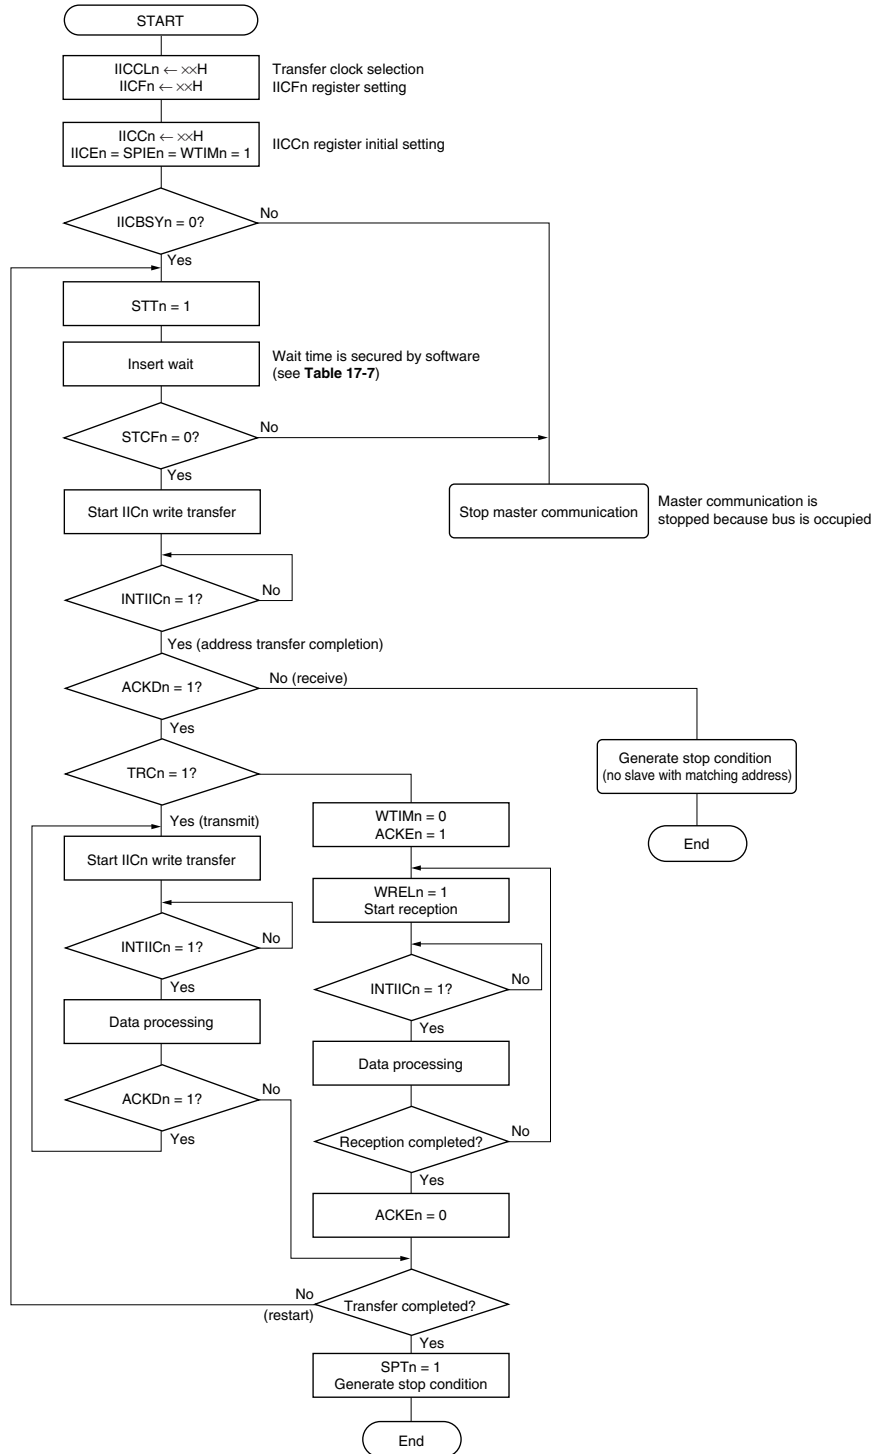 START
IICCLn ← ××H
IICFn ← ××H
Transfer clock selection
IICFn register setting
IICCn ← ××H
IICEn = SPIEn = WTIMn = 1
IICCn register initial setting
IICBSYn = 0?
No
Yes
STTn = 1
Insert wait
Wait time is secured by software
(see Table 17-7)
STCFn = 0?
No
Yes
Start IICn write transfer
Stop master communication
Master communication is
stopped because bus is occupied
INTIICn = 1?
No
Yes (address transfer completion)
ACKDn = 1?
No (receive)
Yes
Generate stop condition
(no slave with matching address)
End
TRCn = 1?
Yes (transmit)
WTIMn = 0
ACKEn = 1
Start IICn write transfer
WRELn = 1
Start reception
INTIICn = 1?
No
Yes
INTIICn = 1?
No
Yes
Data processing
Data processing
ACKDn = 1?
No
Yes
Reception completed?
No
Yes
ACKEn = 0
Transfer completed?
No
(restart)
Yes
SPTn = 1
Generate stop condition
End